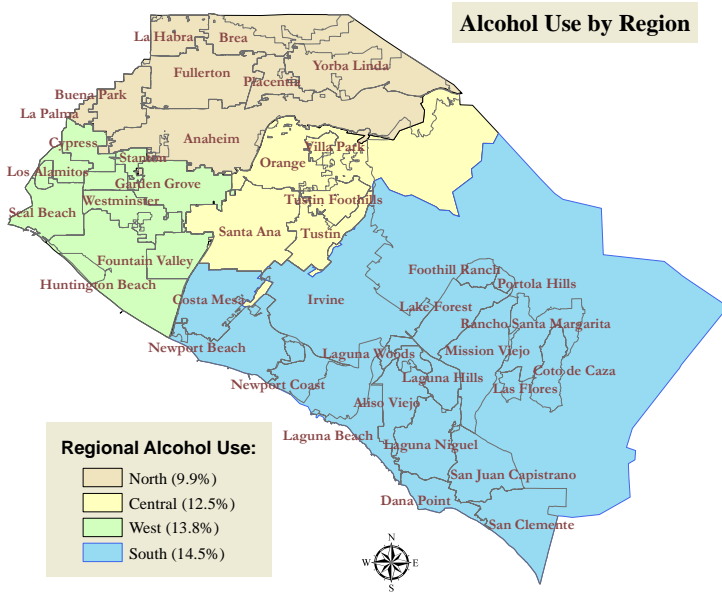 Alcohol Use by Region
La Habra
Brea
Fullerton
Placentia
Yorba Linda
Buena Park
La Palma
Cypress
Anaheim
Stanton
Orange
Villa Park
Los Alamitos
Garden Grove
Westminster
Tustin Foothills
Seal Beach
Santa Ana
Tustin
Fountain Valley
Huntington Beach
Costa Mesa
Irvine
Foothill Ranch
Portola Hills
Lake Forest
Rancho Santa Margarita
Newport Beach
Laguna Woods
Mission Viejo
Coto de Caza
Newport Coast
Laguna Hills
Las Flores
Aliso Viejo
Laguna Beach
Laguna Niguel
San Juan Capistrano
Dana Point
San Clemente
Regional Alcohol Use:
North (9.9%)
Central (12.5%)
West (13.8%)
South (14.5%)
N
W E
S